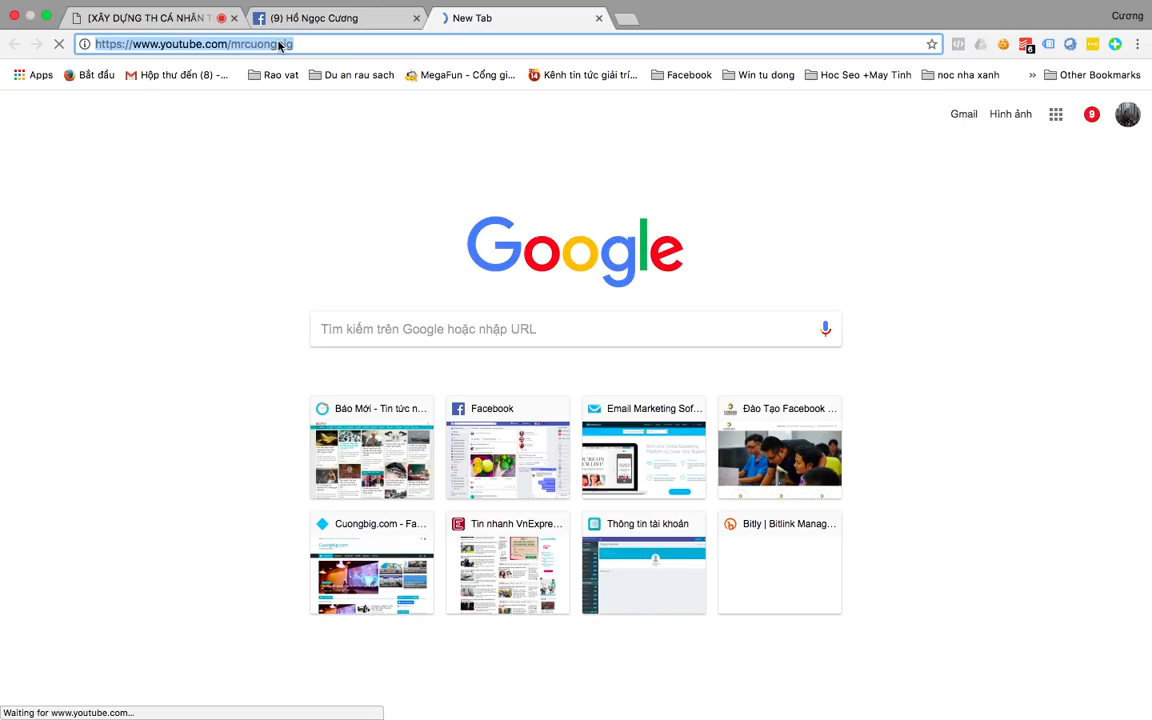 [XÂY DỰNG TH CÁ NHÂN T
(9) Hồ Ngọc Cương
New Tab
Cương
https://www.youtube.com/mrcuongbig
Apps
Bắt đầu
Hộp thư đến (8) -...
Rao vat
Du an rau sach
MegaFun - Cổng gi...
Kênh tin tức giải trí...
Facebook
Win tu dong
Hoc Seo +May Tinh
noc nha xanh
»
Other Bookmarks
Gmail
Hình ảnh
9
Google
Tìm kiếm trên Google hoặc nhập URL
Báo Mới - Tin tức n...
Facebook
Email Marketing Sof...
Đào Tạo Facebook ...
Cuongbig.com - Fa...
Tin nhanh VnExpre...
Thông tin tài khoản
Bitly | Bitlink Manag...
Waiting for www.youtube.com...